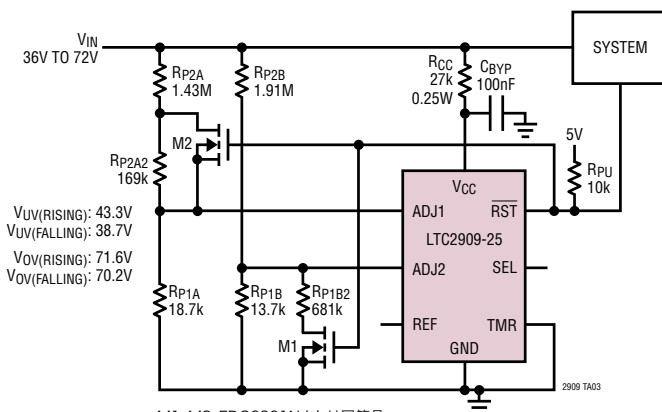 VIN
36V TO 72V
SYSTEM
RP2A
1.43M
RP2B
1.91M
RCC
27k
0.25W
CBYP
100nF
5V
RPU
10k
M2
RP2A2
169k
VCC
ADJ1
RST
LTC2909-25
ADJ2
SEL
REF
TMR
GND
VUV(RISING): 43.3V
VUV(FALLING): 38.7V
VOV(RISING): 71.6V
VOV(FALLING): 70.2V
RP1A
18.7k
RP1B
13.7k
RP1B2
681k
M1
2909 TA03